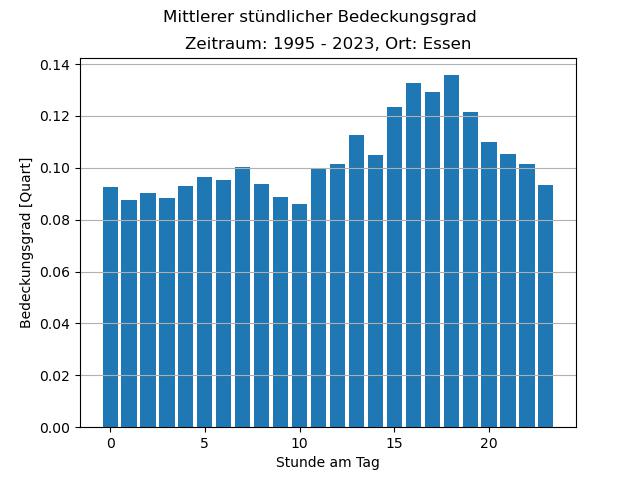 Mittlerer stündlicher Bedeckungsgrad
Zeitraum: 1995 - 2023, Ort: Essen
0.14
0.12
0.10
0.08
0.06
0.04
0.02
0.00
Bedeckungsgrad [Quart]
0 5 10 15 20
Stunde am Tag